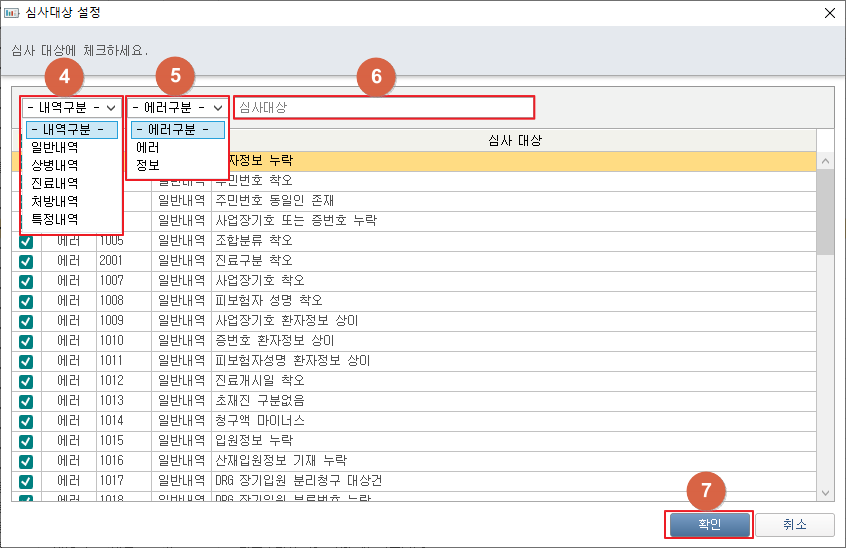 심사대상 설정
심사 대상에 체크하세요.
4 5 6
- 내역구분 - - 에러구분 - 심사대상
- 내역구분 - - 에러구분 -
일반내역 에러
상병내역 정보
진료내역
처방내역
특정내역
심사 대상
자정보 누락
일반내역 주민번호 착오
일반내역 주민번호 동일인 존재
일반내역 사업장기호 또는 증번호 누락
에러 1005 일반내역 조합분류 착오
에러 2001 일반내역 진료구분 착오
에러 1007 일반내역 사업장기호 착오
에러 1008 일반내역 피보험자 성명 착오
에러 1009 일반내역 사업장기호 환자정보 상이
에러 1010 일반내역 증번호 환자정보 상이
에러 1011 일반내역 피보험자성명 환자정보 상이
에러 1012 일반내역 진료개시일 착오
에러 1013 일반내역 초재진 구분없음
에러 1014 일반내역 청구액 마이너스
에러 1015 일반내역 입원정보 누락
에러 1016 일반내역 산재입원정보 기재 누락
에러 1017 일반내역 DRG 장기입원 분리청구 대상건
에러 1018 일반내역 DRG 장기입원 분류번호 누락
7
확인 취소